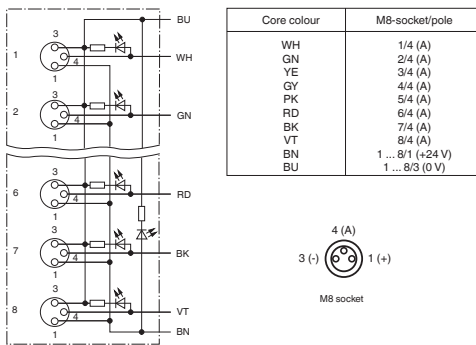 BU
3
1
4
1
WH
3
2
4
1
GN
3
6
4
1
RD
3
7
4
1
BK
3
8
4
1
VT
BN
Core colour M8-socket/pole
WH 1/4 (A)
GN 2/4 (A)
YE 3/4 (A)
GY 4/4 (A)
PK 5/4 (A)
RD 6/4 (A)
BK 7/4 (A)
VT 8/4 (A)
BN 1 ... 8/1 (+24 V)
BU 1 ... 8/3 (0 V)
4 (A)
3 (-) 1 (+)
M8 socket